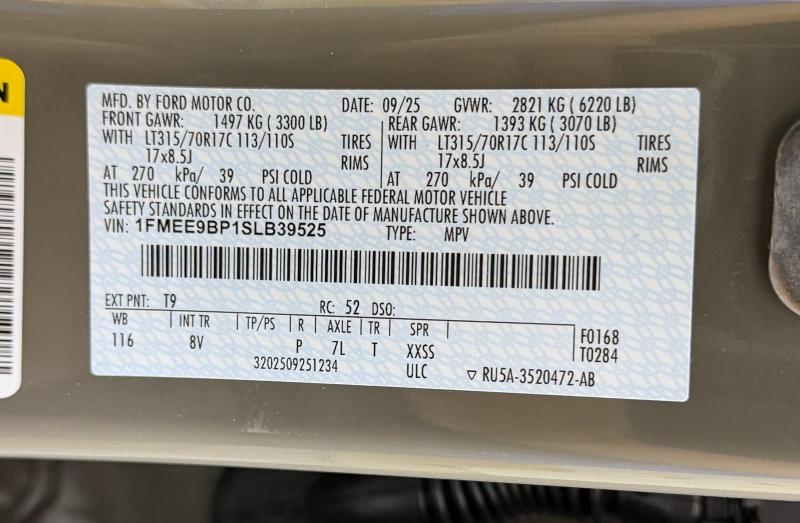 N
MFD. BY FORD MOTOR CO. DATE: 09/25 GVWR: 2821 KG ( 6220 LB)
FRONT GAWR: 1497 KG ( 3300 LB) REAR GAWR: 1393 KG ( 3070 LB)
WITH LT315/70R17C 113/110S TIRES WITH LT315/70R17C 113/110S TIRES
17x8.5J RIMS 17x8.5J RIMS
AT 270 kPa/ 39 PSI COLD AT 270 kPa/ 39 PSI COLD
THIS VEHICLE CONFORMS TO ALL APPLICABLE FEDERAL MOTOR VEHICLE
SAFETY STANDARDS IN EFFECT ON THE DATE OF MANUFACTURE SHOWN ABOVE.
VIN: 1FMEE9BP1SLB39525 TYPE: MPV
EXT PNT: T9 RC: 52 DSO:
WB INT TR TP/PS R AXLE TR SPR F0168
116 8V P 7L T XXSS T0284
3202509251234 ULC ▽ RU5A-3520472-AB